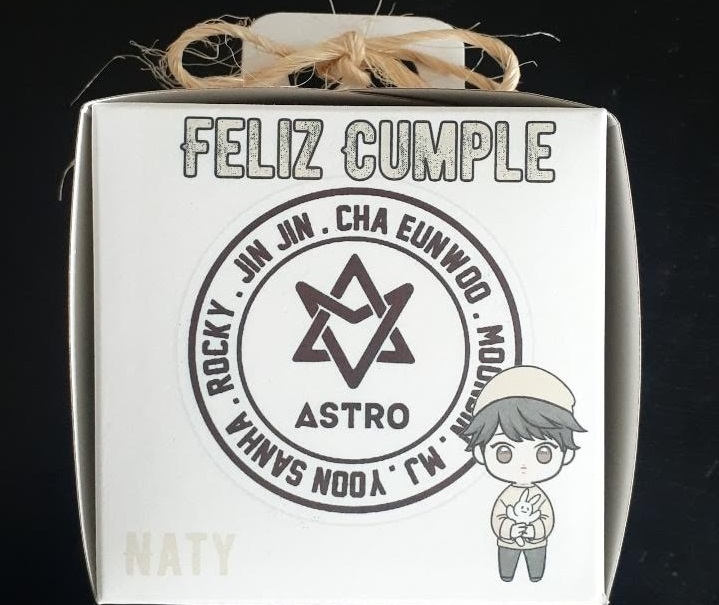 FELIZ CUMPLE
ROCKY . JIN JIN . CHA EUNWOO . MOONBIN . MJ . YOON SANHA .
ASTRO
NATY